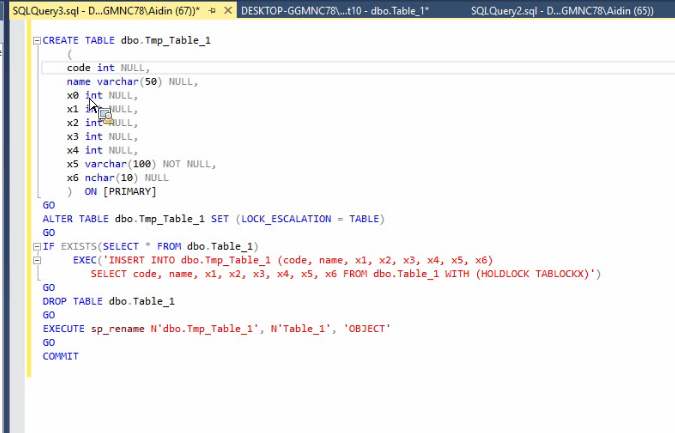 SQLQuery3.sql - D...GGMNC78\Aidin (67))* DESKTOP-GGMNC78\...t10 - dbo.Table_1* SQLQuery2.sql - D...GGMNC78\Aidin (65))
CREATE TABLE dbo.Tmp_Table_1
(
code int NULL,
name varchar(50) NULL,
x0 int NULL,
x1 int NULL,
x2 int NULL,
x3 int NULL,
x4 int NULL,
x5 varchar(100) NOT NULL,
x6 nchar(10) NULL
) ON [PRIMARY]
GO
ALTER TABLE dbo.Tmp_Table_1 SET (LOCK_ESCALATION = TABLE)
GO
IF EXISTS(SELECT * FROM dbo.Table_1)
EXEC('INSERT INTO dbo.Tmp_Table_1 (code, name, x1, x2, x3, x4, x5, x6)
SELECT code, name, x1, x2, x3, x4, x5, x6 FROM dbo.Table_1 WITH (HOLDLOCK TABLOCKX)')
GO
DROP TABLE dbo.Table_1
GO
EXECUTE sp_rename N'dbo.Tmp_Table_1', N'Table_1', 'OBJECT'
GO
COMMIT